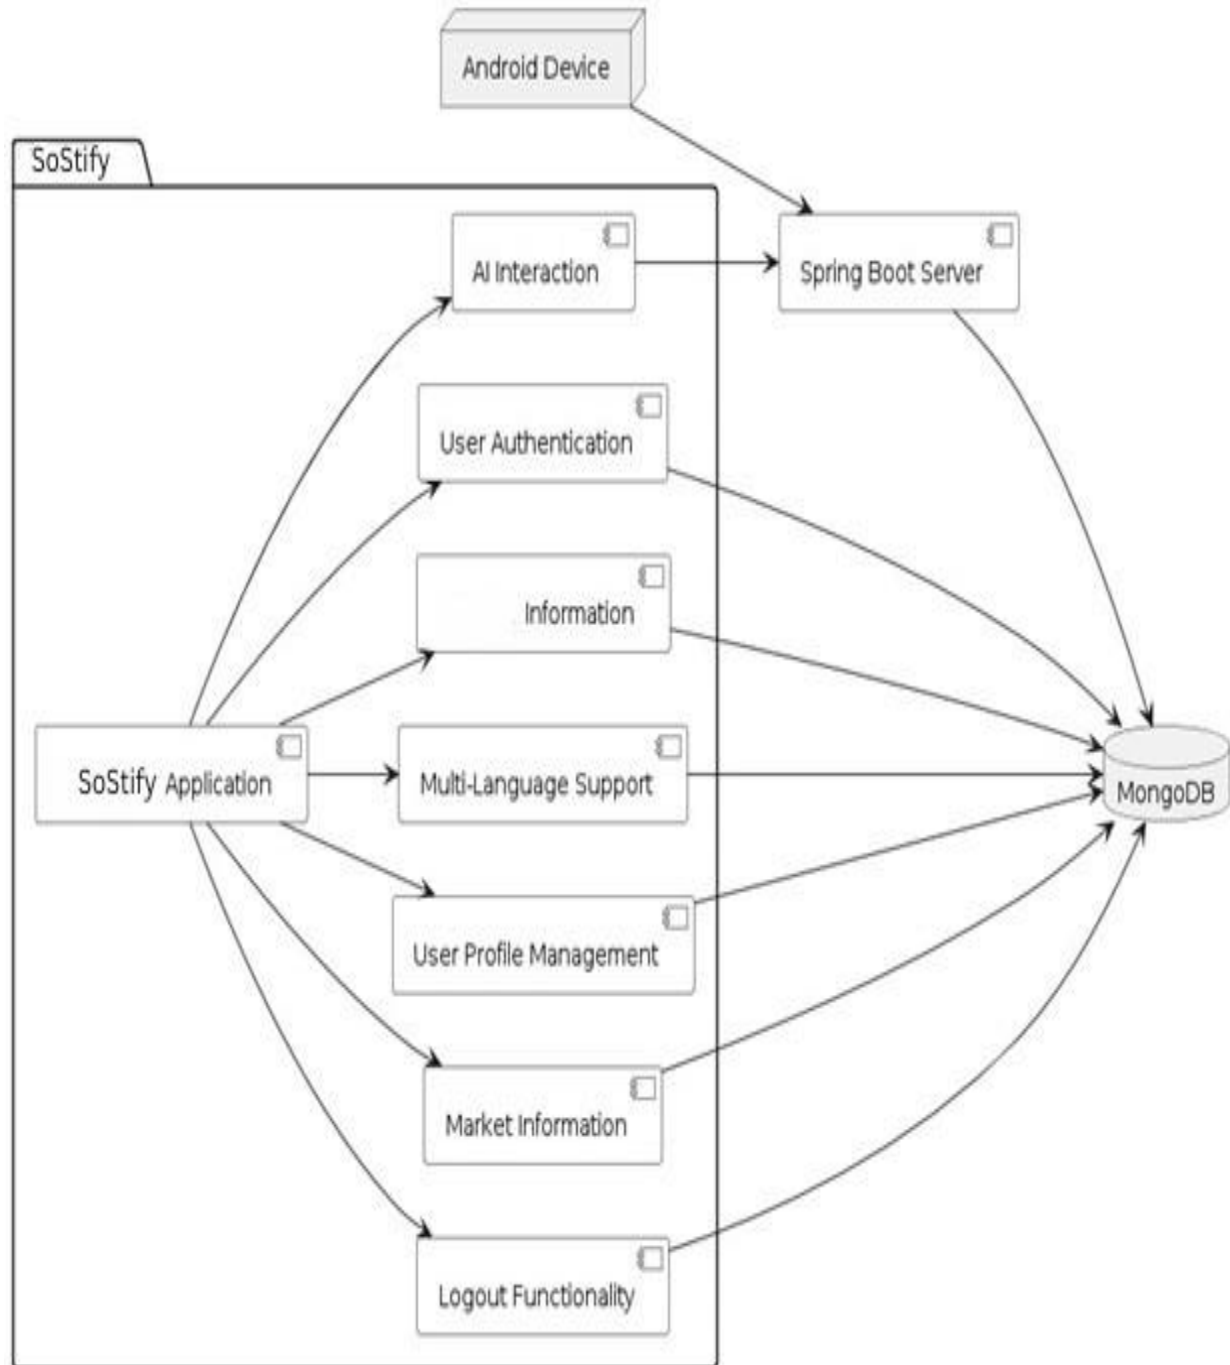 Android Device
SoStify
AI Interaction
Spring Boot Server
User Authentication
Information
SoStify Application
Multi-Language Support
MongoDB
User Profile Management
Market Information
Logout Functionality